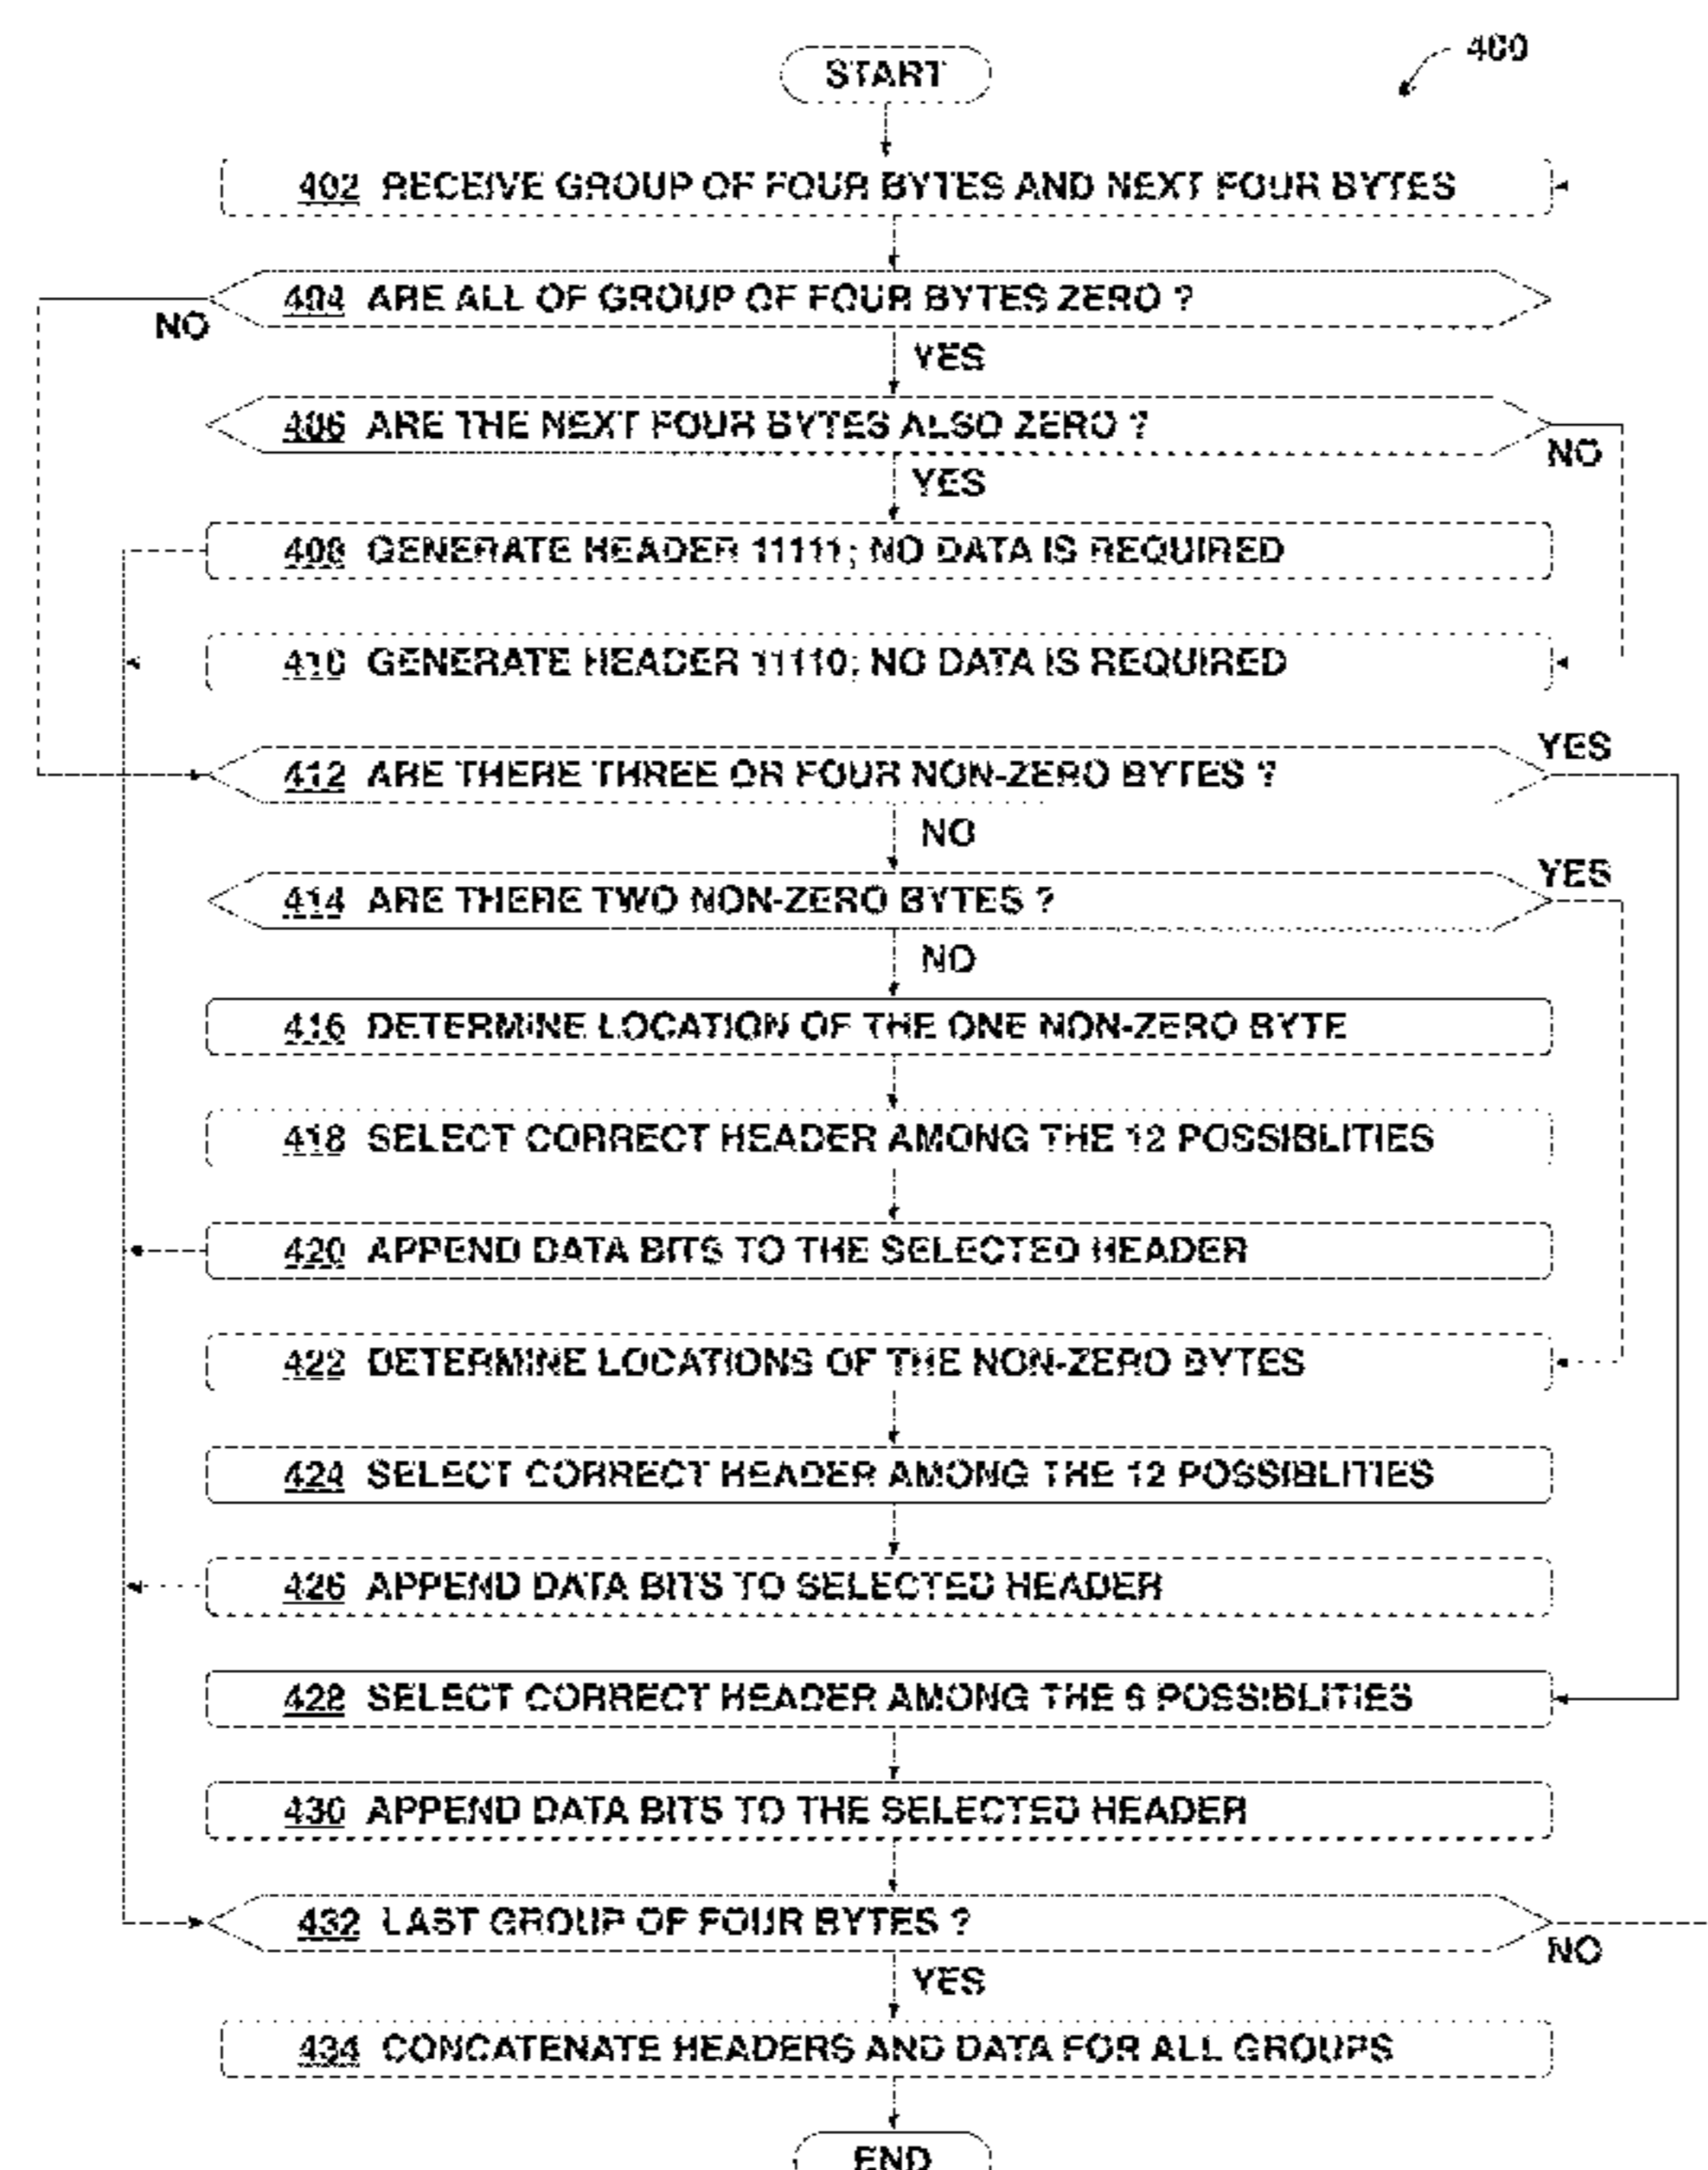 400
START
402 RECEIVE GROUP OF FOUR BYTES AND NEXT FOUR BYTES
404 ARE ALL OF GROUP OF FOUR BYTES ZERO ?
NO
YES
406 ARE THE NEXT FOUR BYTES ALSO ZERO ?
NO
YES
408 GENERATE HEADER 11111; NO DATA IS REQUIRED
410 GENERATE HEADER 11110; NO DATA IS REQUIRED
YES
412 ARE THERE THREE OR FOUR NON-ZERO BYTES ?
NO
YES
414 ARE THERE TWO NON-ZERO BYTES ?
NO
416 DETERMINE LOCATION OF THE ONE NON-ZERO BYTE
418 SELECT CORRECT HEADER AMONG THE 12 POSSIBLITIES
420 APPEND DATA BITS TO THE SELECTED HEADER
422 DETERMINE LOCATIONS OF THE NON-ZERO BYTES
424 SELECT CORRECT HEADER AMONG THE 12 POSSIBLITIES
426 APPEND DATA BITS TO SELECTED HEADER
428 SELECT CORRECT HEADER AMONG THE 6 POSSIBLITIES
430 APPEND DATA BITS TO THE SELECTED HEADER
432 LAST GROUP OF FOUR BYTES ?
NO
YES
434 CONCATENATE HEADERS AND DATA FOR ALL GROUPS
END